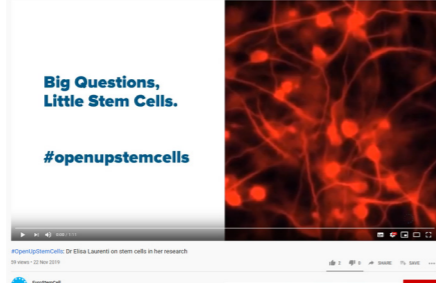 Big Questions,
Little Stem Cells.
#openupstemcells
#OpenUpStemCells: Dr Elisa Laurenti on stem cells in her research
59 views • 22 Nov 2019
2
0
SHARE
SAVE
EuroStemCell